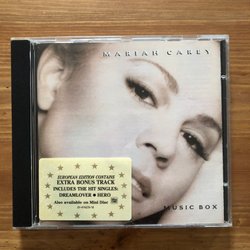 MARIAH CAREY
EUROPEAN EDITION CONTAINS
EXTRA BONUS TRACK
INCLUDES THE HIT SINGLES:
DREAMLOVER ★ HERO
Also available on Mini Disc
MUSIC BOX